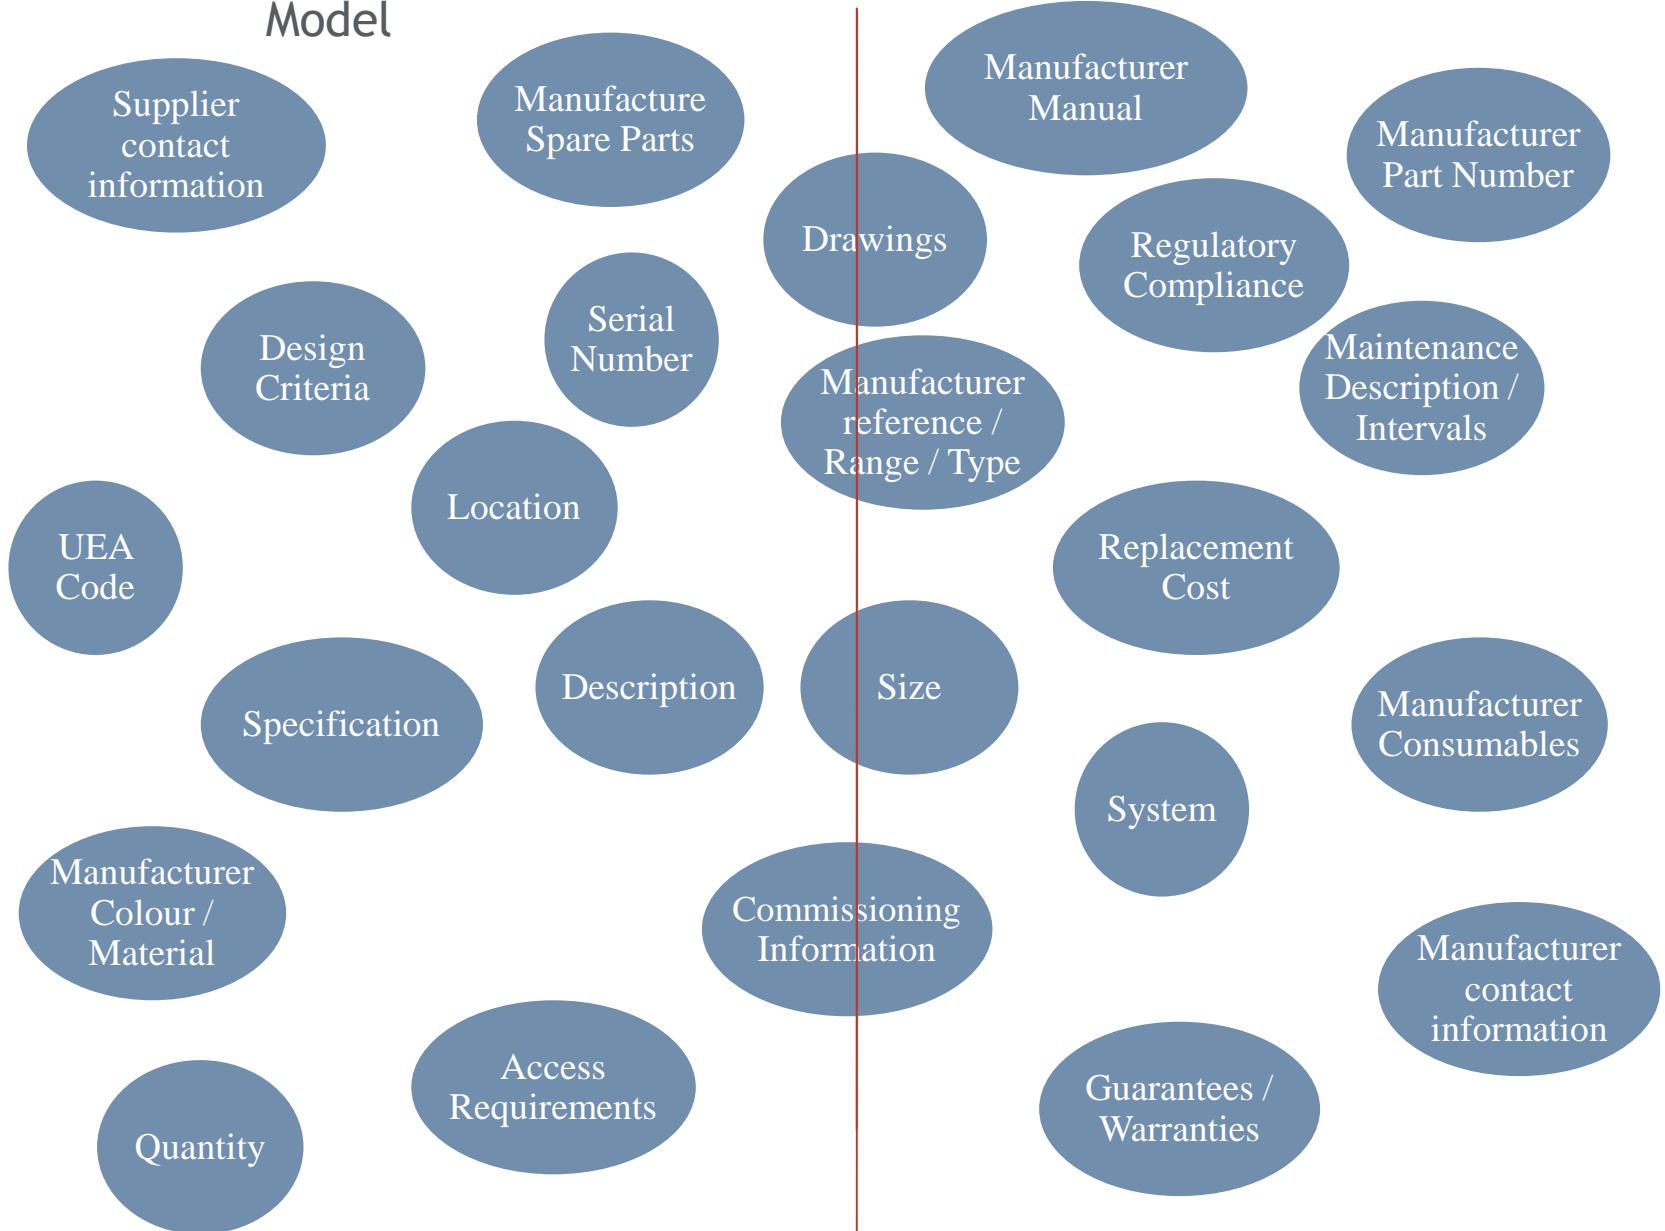 Model
Supplier
contact
information
Manufacture
Spare Parts
Manufacturer
Manual
Manufacturer
Part Number
Drawings
Regulatory
Compliance
Serial
Number
Design
Criteria
Manufacturer
reference /
Range / Type
Maintenance
Description /
Intervals
Location
UEA
Code
Replacement
Cost
Specification
Description
Size
Manufacturer
Consumables
System
Manufacturer
Colour /
Material
Commissioning
Information
Manufacturer
contact
information
Access
Requirements
Guarantees /
Warranties
Quantity